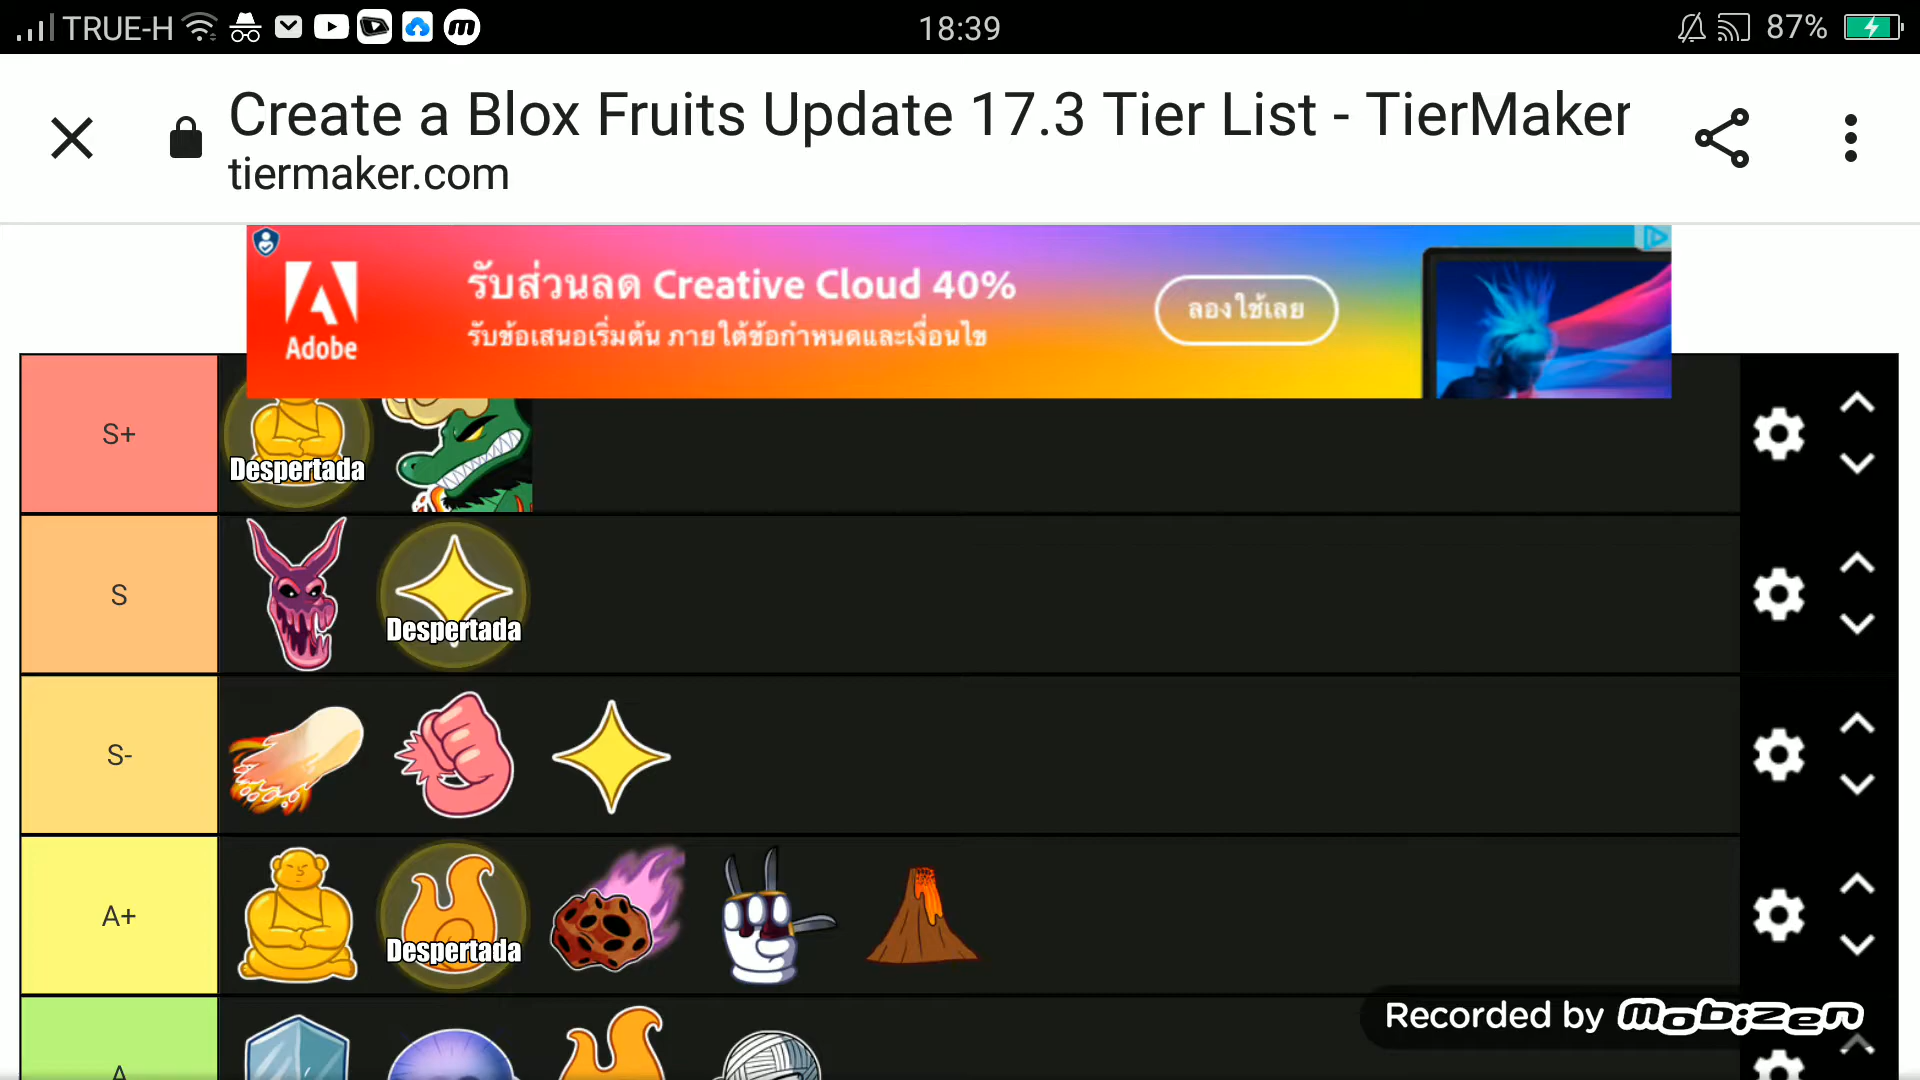 TRUE-H
18:39
87%
Create a Blox Fruits Update 17.3 Tier List - TierMaker
tiermaker.com
Adobe
รับส่วนลด Creative Cloud 40%
รับข้อเสนอเริ่มต้น ภายใต้ข้อกำหนดและเงื่อนไข
ลองใช้เลย
S+
Despertada
S
Despertada
S-
A+
Despertada
A
Recorded by mobizen